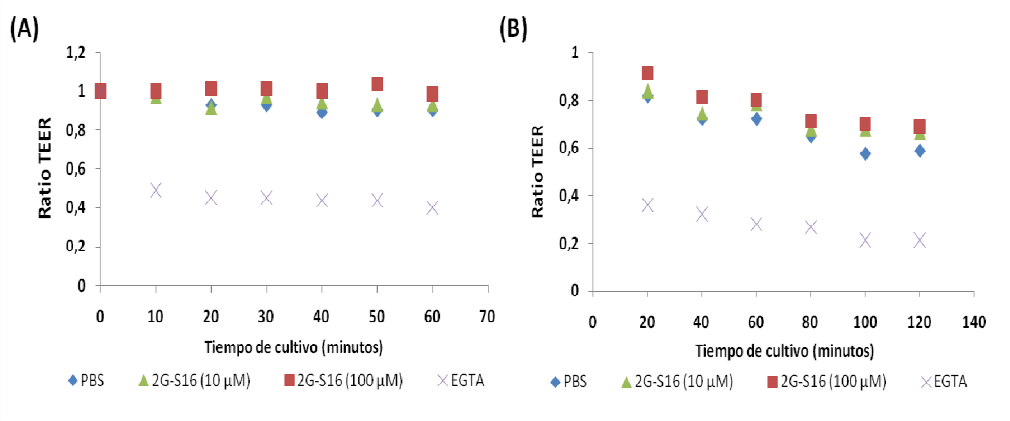 (A)
Ratio TEER
1,2
1
0,8
0,6
0,4
0,2
0
0 10 20 30 40 50 60 70
Tiempo de cultivo (minutos)
PBS 2G-S16 (10 μM) 2G-S16 (100 μM) EGTA
(B)
Ratio TEER
1
0,8
0,6
0,4
0,2
0
0 20 40 60 80 100 120 140
Tiempo de cultivo (minutos)
PBS 2G-S16 (10 μM) 2G-S16 (100 μM) EGTA